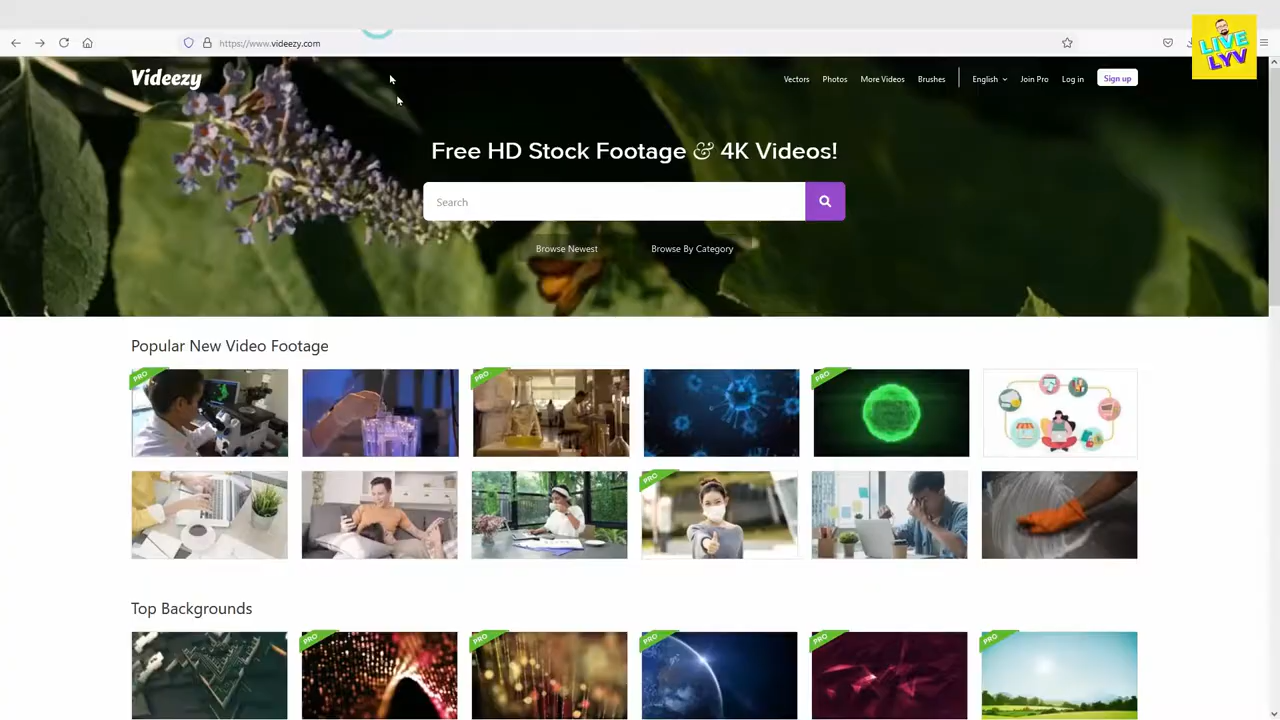 https://www.videezy.com
LIVE
LYV
Videezy
Vectors
Photos
More Videos
Brushes
English
Join Pro
Log in
Sign up
Free HD Stock Footage & 4K Videos!
Search
Browse Newest
Browse By Category
Popular New Video Footage
PRO
PRO
PRO
PRO
Top Backgrounds
PRO
PRO
PRO
PRO
PRO